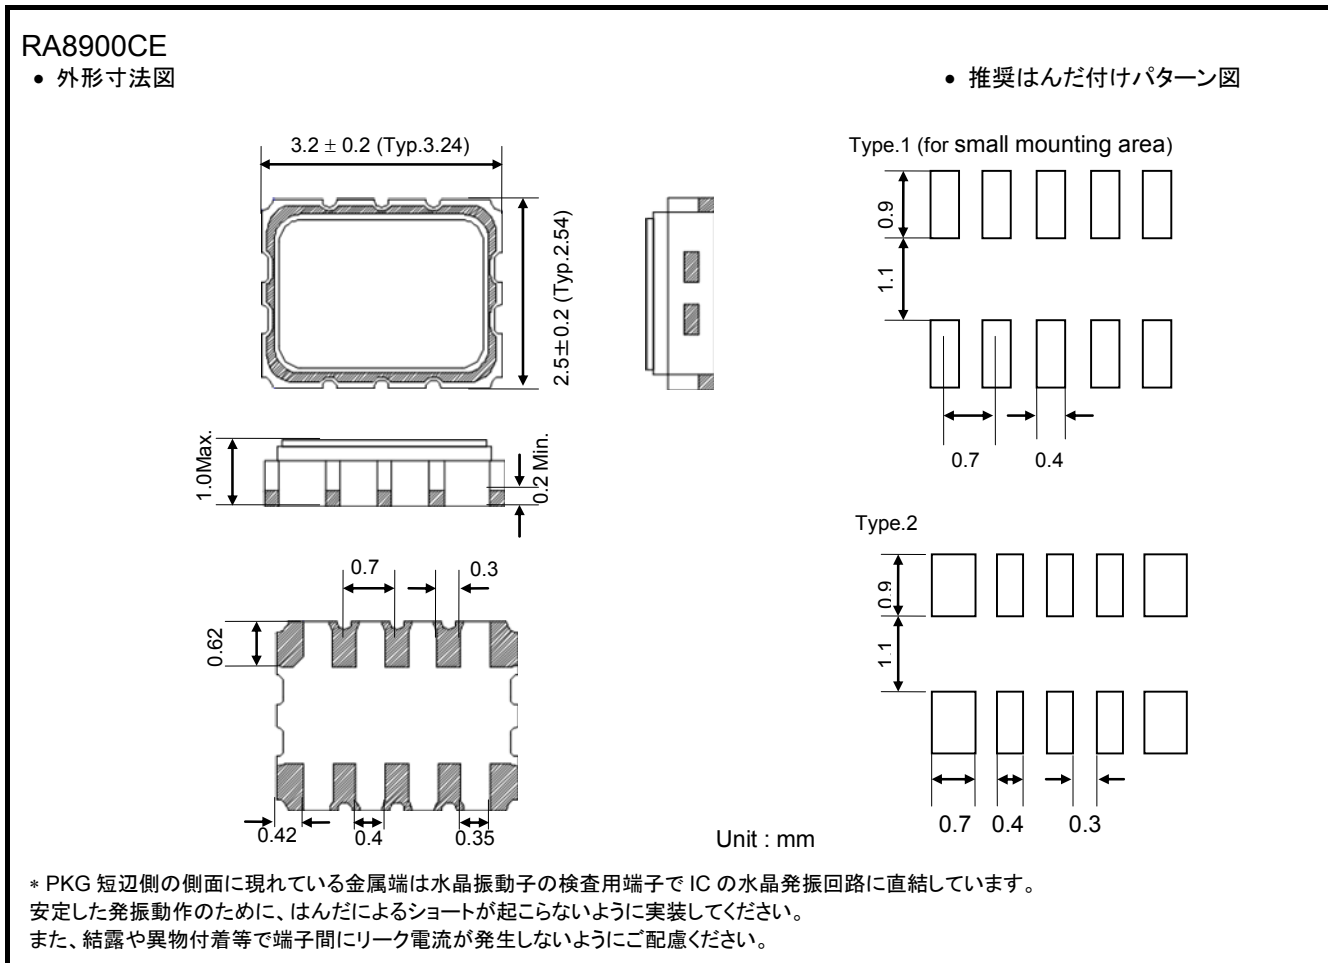 RA8900CE
• 外形寸法図
• 推奨はんだ付けパターン図
3.2 ± 0.2 (Typ.3.24)
2.5±0.2 (Typ.2.54)
1.0Max.
0.2 Min.
0.7
0.3
0.62
0.42
0.4
0.35
Type.1 (for small mounting area)
0.9
1.1
0.7
0.4
Type.2
0.9
1.1
0.7
0.4
0.3
Unit : mm
* PKG 短辺側の側面に現れている金属端は水晶振動子の検査用端子で IC の水晶発振回路に直結しています。
安定した発振動作のために、はんだによるショートが起こらないように実装してください。
また、結露や異物付着等で端子間にリーク電流が発生しないようにご配慮ください。